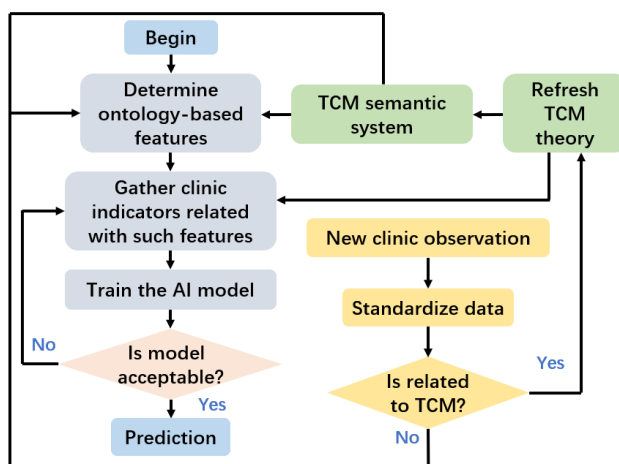 Begin
Determine
ontology-based
features
TCM semantic
system
Refresh
TCM
theory
Gather clinic
indicators related
with such features
New clinic observation
Train the AI model
Standardize data
No
Is model
acceptable?
Yes
Is related
to TCM?
Yes
Prediction
No